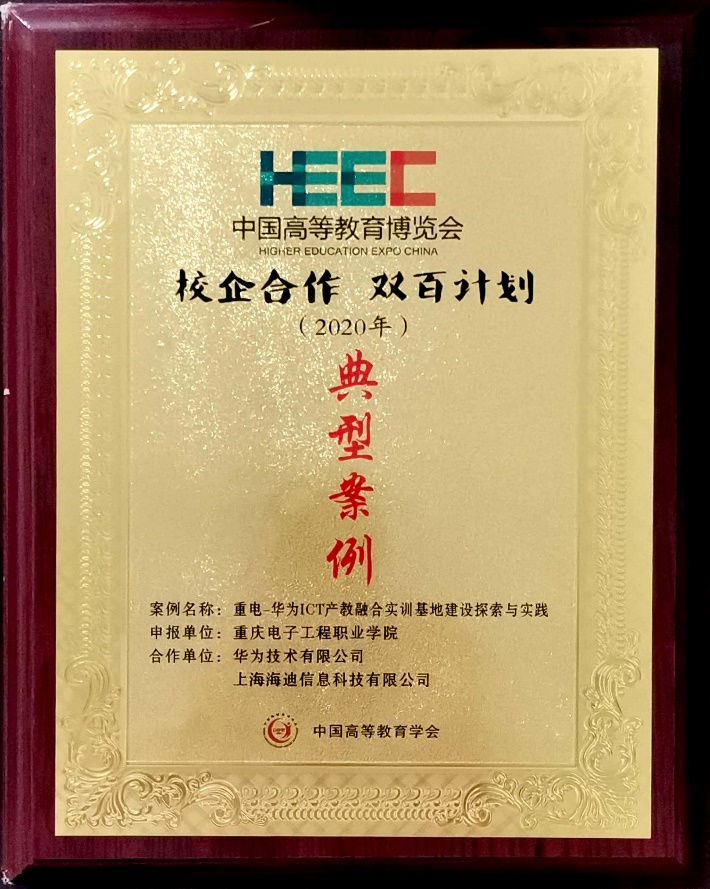 HEEC
中国高等教育博览会
HIGHER EDUCATION EXPO CHINA
校企合作 双百计划
（2020年）
典
型
案
例
案例名称：重电-华为ICT产教融合实训基地建设探索与实践
申报单位：重庆电子工程职业学院
合作单位：华为技术有限公司
上海海迪信息科技有限公司
中国高等教育学会